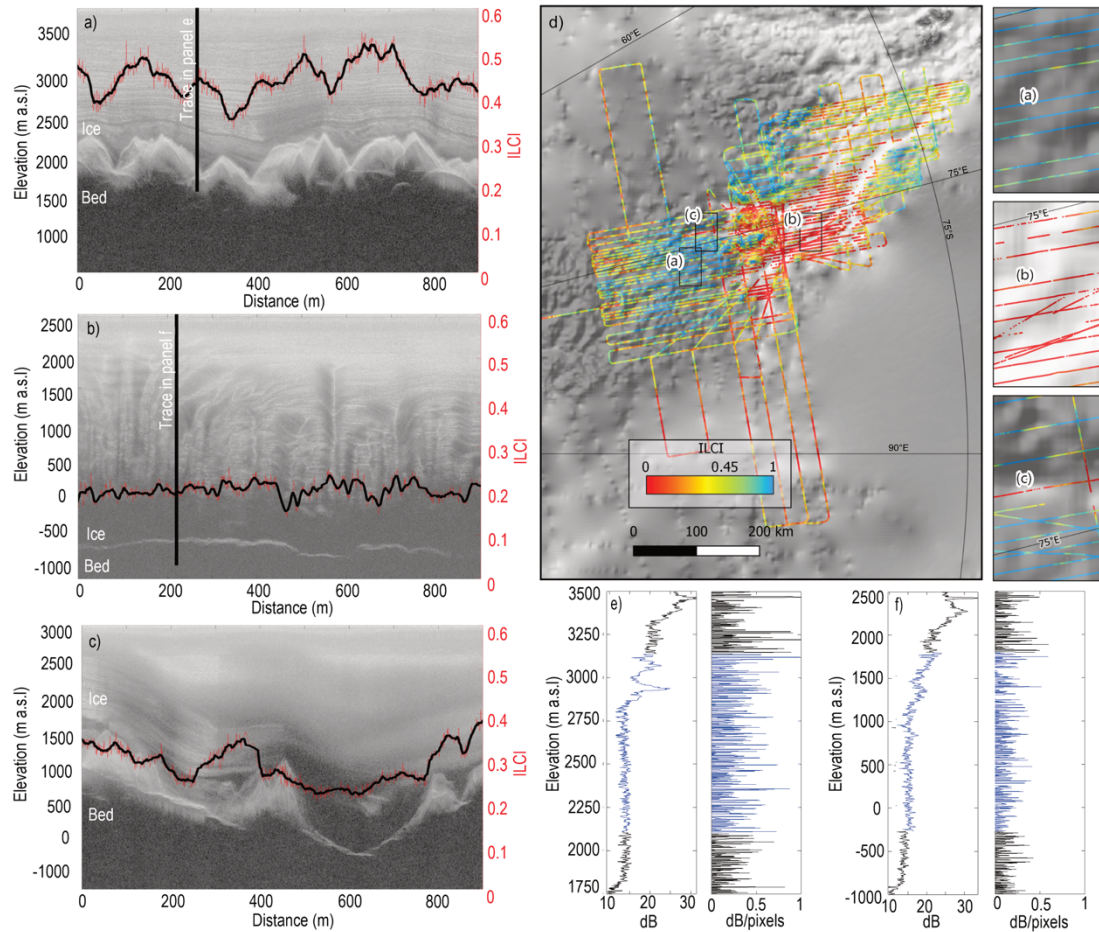 a)
3500
3000
2500
2000
1500
1000
Elevation (m a.s.l)
Ice
Bed
Trace in panel e
0.6
0.5
0.4
0.3
0.2
0.1
0
ILCI
0 200 400 600 800
Distance (m)
b)
2500
2000
1500
1000
500
0
-500
-1000
Elevation (m a.s.l)
Ice
Bed
Trace in panel f
0.6
0.5
0.4
0.3
0.2
0.1
0
ILCI
0 200 400 600 800
Distance (m)
c)
3000
2500
2000
1500
1000
500
0
-1000
Elevation (m a.s.l)
Ice
Bed
0.6
0.5
0.4
0.3
0.2
0.1
0
ILCI
0 200 400 600 800
Distance (m)
d)
60°E
75°E
75°S
90°E
(c)
(b)
(a)
ILCI
0 0.45 1
0 100 200 km
(a)
75°E
(b)
(c)
75°E
e)
3500
3250
3000
2750
2500
2250
2000
1750
Elevation (m a.s.l)
10 20 30
dB
0 0.5 1
dB/pixels
f)
2500
2000
1500
1000
500
0
-500
-1000
Elevation (m a.s.l)
10 20 30
dB
0 0.5 1
dB/pixels